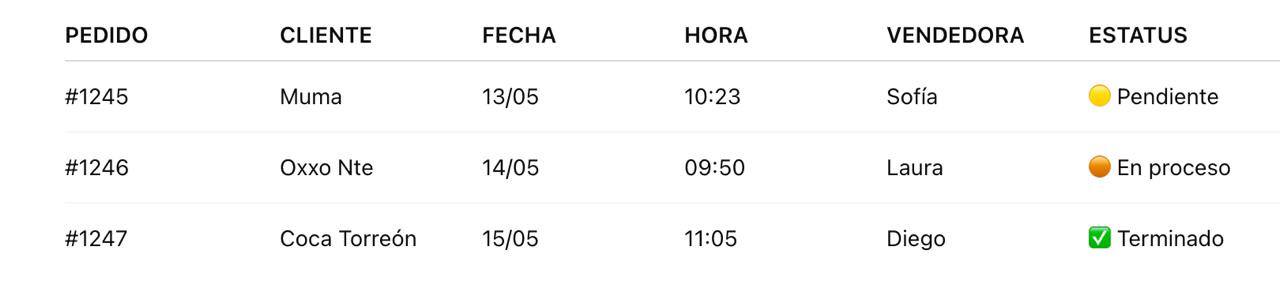 PEDIDO CLIENTE FECHA HORA VENDEDORA ESTATUS
#1245 Muma 13/05 10:23 Sofía 🟡 Pendiente
#1246 Oxxo Nte 14/05 09:50 Laura 🟠 En proceso
#1247 Coca Torreón 15/05 11:05 Diego ✅ Terminado